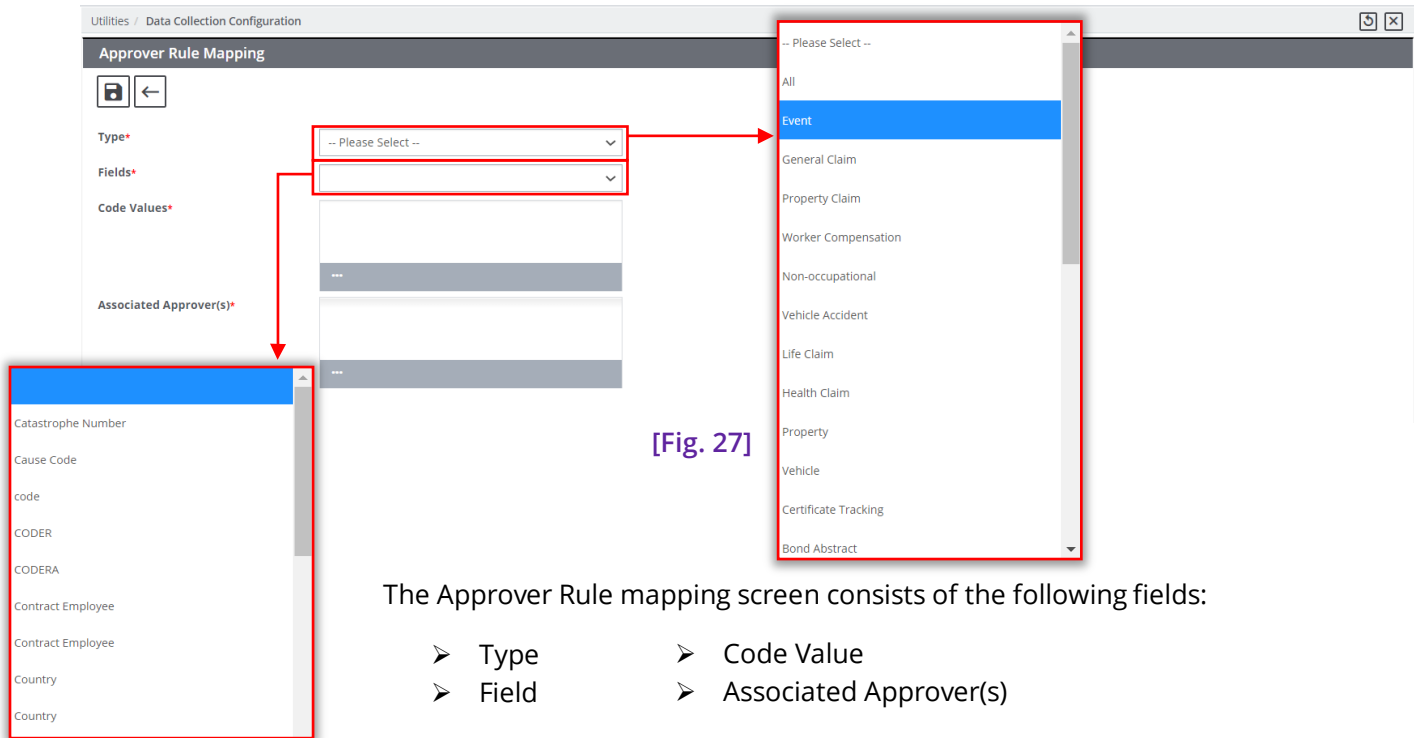 Utilities / Data Collection Configuration
Approver Rule Mapping
Type*
-- Please Select --
Fields*
Code Values*
---
Associated Approver(s)*
---
-- Please Select --
All
Event
General Claim
Property Claim
Worker Compensation
Non-occupational
Vehicle Accident
Life Claim
Health Claim
Property
Vehicle
Certificate Tracking
Bond Abstract
Catastrophe Number
Cause Code
code
CODER
CODERA
Contract Employee
Contract Employee
Country
Country
[Fig. 27]
The Approver Rule mapping screen consists of the following fields:
➢ Type
➢ Field
➢ Code Value
➢ Associated Approver(s)